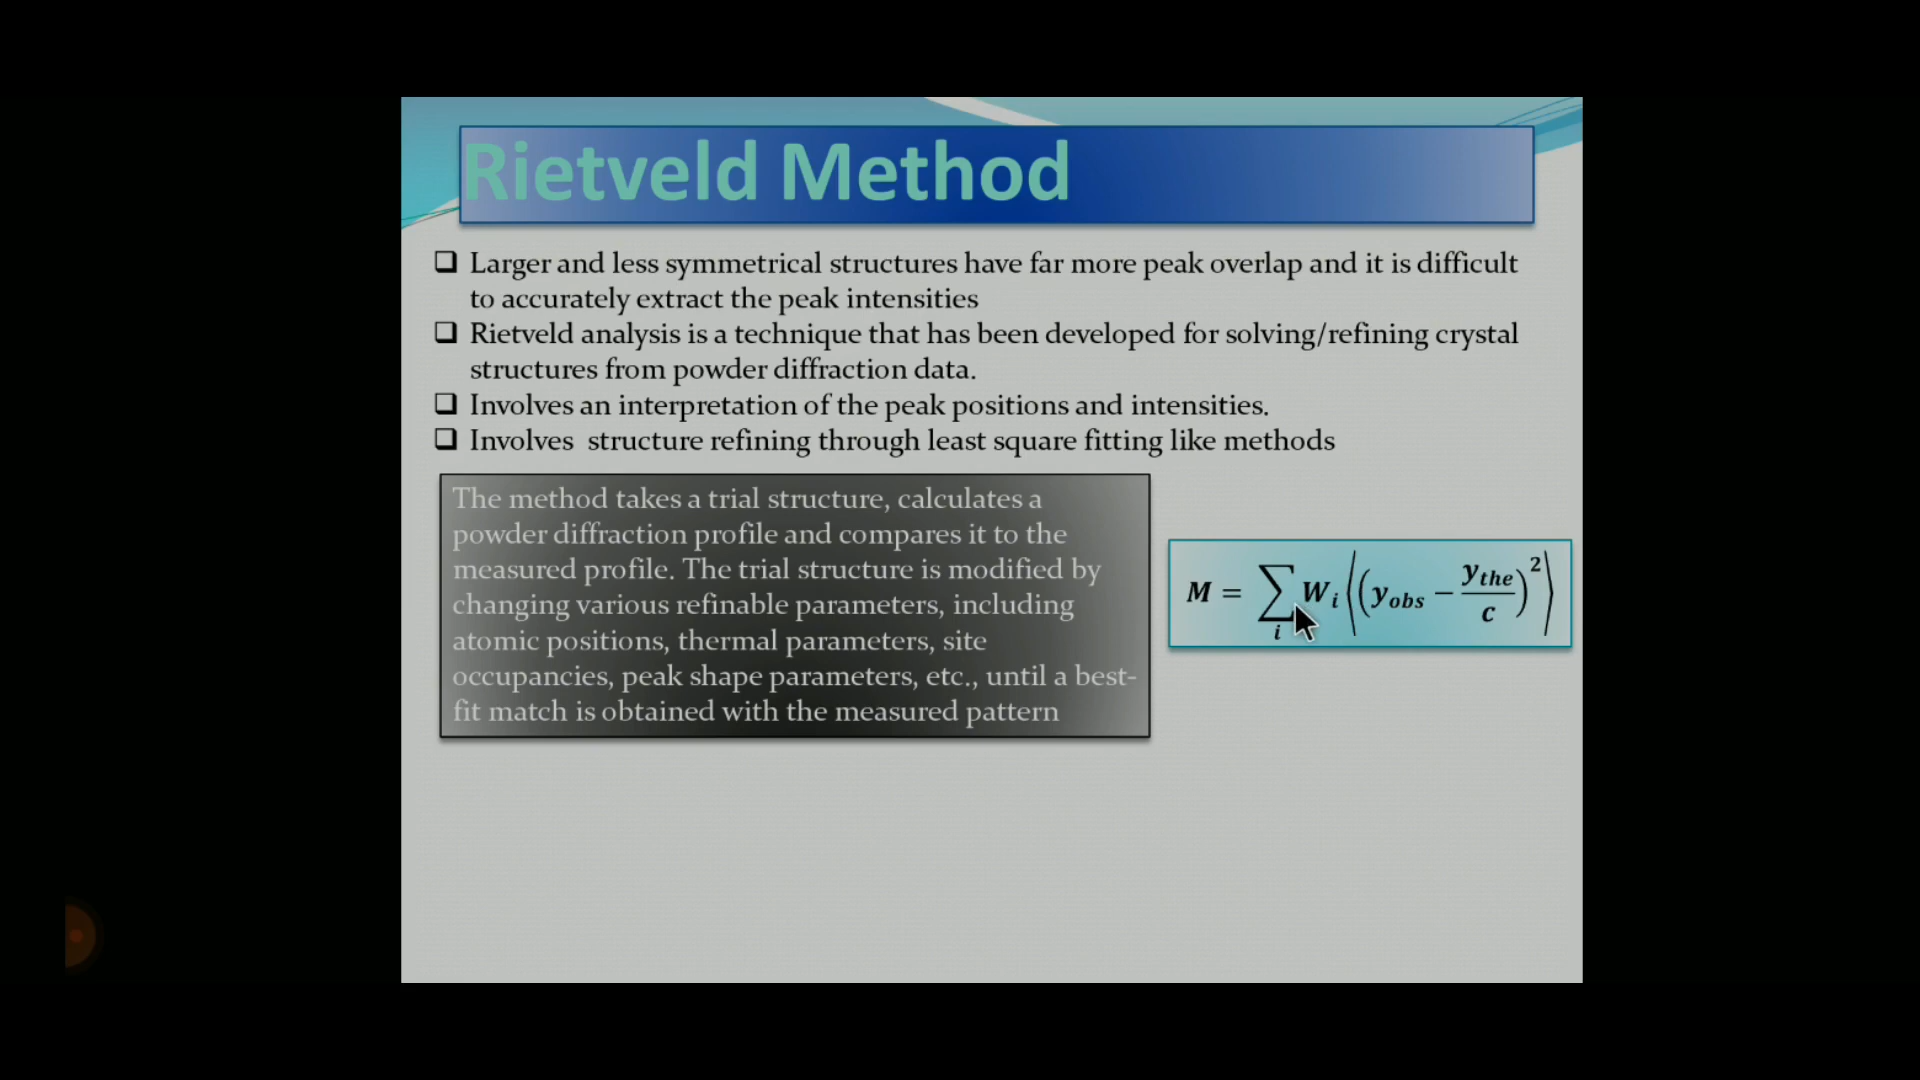 Rietveld Method
❑ Larger and less symmetrical structures have far more peak overlap and it is difficult
to accurately extract the peak intensities
❑ Rietveld analysis is a technique that has been developed for solving/refining crystal
structures from powder diffraction data.
❑ Involves an interpretation of the peak positions and intensities.
❑ Involves  structure refining through least square fitting like methods
The method takes a trial structure, calculates a
powder diffraction profile and compares it to the
measured profile. The trial structure is modified by
changing various refinable parameters, including
atomic positions, thermal parameters, site
occupancies, peak shape parameters, etc., until a best-
fit match is obtained with the measured pattern
M = ∑_i W_i ⟨(y_obs − y_the/c)^2⟩